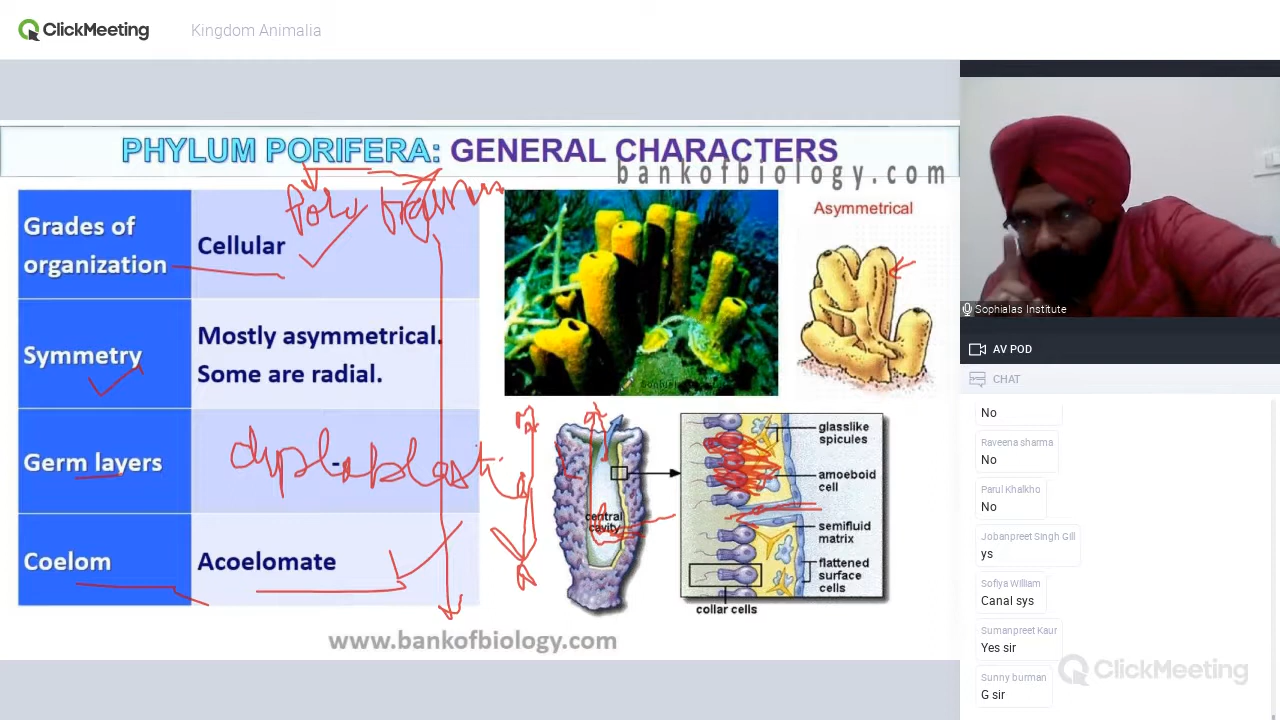 ClickMeeting
Kingdom Animalia
PHYLUM PORIFERA: GENERAL CHARACTERS
bankofbiology.com
Grades of
organization
Cellular
Poly
Symmetry
Mostly asymmetrical.
Some are radial.
Germ layers
-
diploblastic
Coelom
Acoelomate
Asymmetrical
central
cavity
glasslike
spicules
amoeboid
cell
semifluid
matrix
flattened
surface
cells
collar cells
www.bankofbiology.com
Sophialas Institute
AV POD
CHAT
No
Raveena sharma
No
Parul Khalkho
No
Jobanpreet SIngh Gill
ys
Sofiya William
Canal sys
Sumanpreet Kaur
Yes sir
Sunny burman
G sir
ClickMeeting